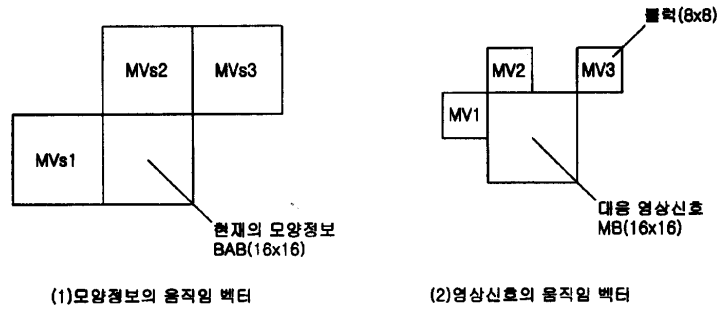 블럭(8x8)
MVs2
MVs3
MV2
MV3
MVs1
MV1
현재의 모양정보
BAB(16x16)
대응 영상신호
MB(16x16)
(1)모양정보의 움직임 벡터
(2)영상신호의 움직임 벡터